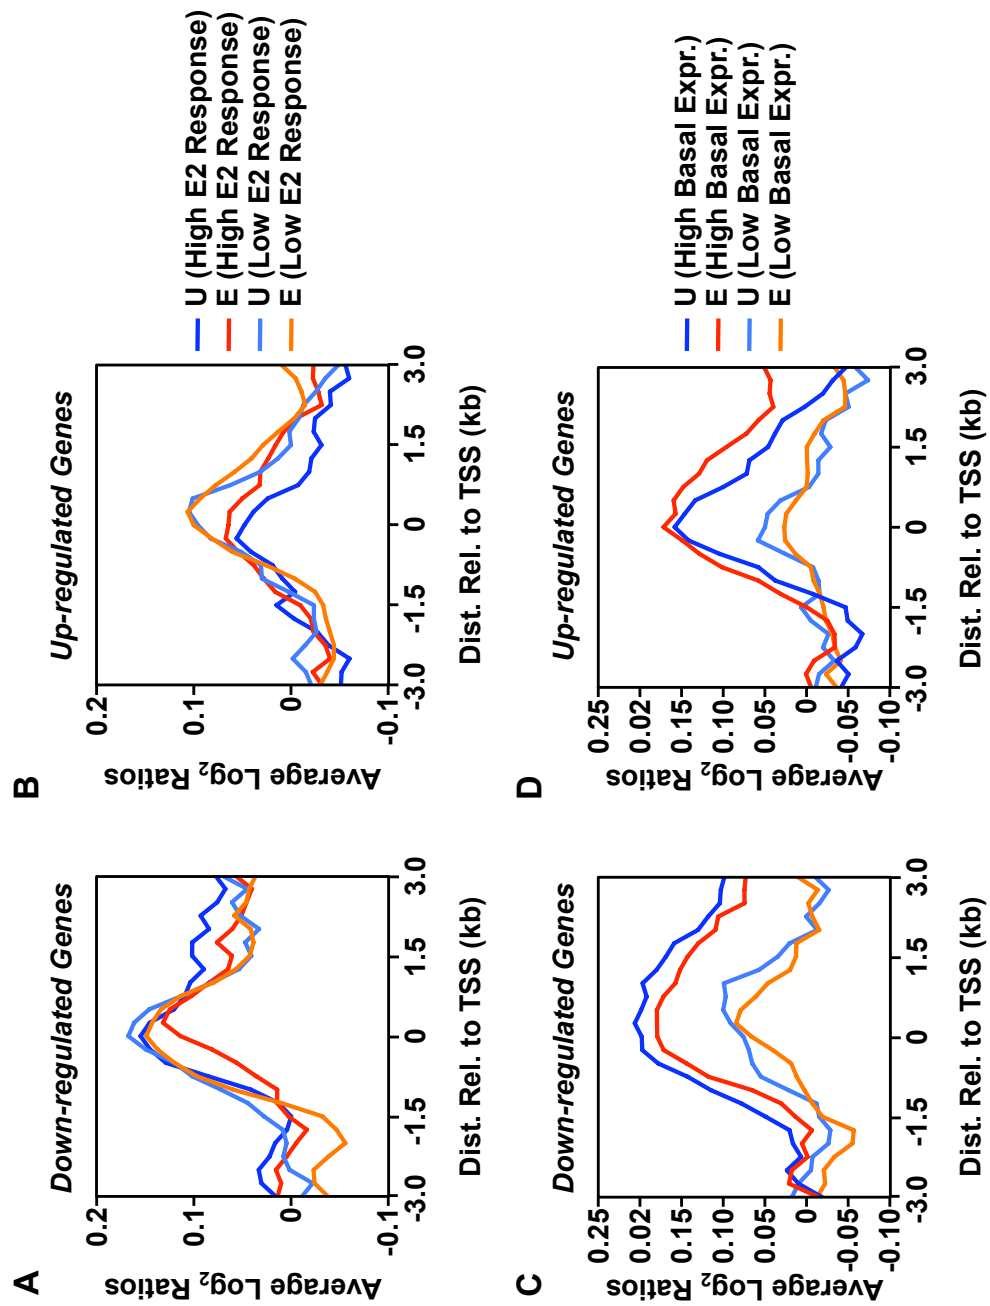 A
Down-regulated Genes
Average Log₂ Ratios
0.2
0.1
0
-0.1
-3.0 -1.5 0 1.5 3.0
Dist. Rel. to TSS (kb)
B
Up-regulated Genes
Average Log₂ Ratios
0.2
0.1
0
-0.1
-3.0 -1.5 0 1.5 3.0
Dist. Rel. to TSS (kb)
U (High E2 Response)
E (High E2 Response)
U (Low E2 Response)
E (Low E2 Response)
C
Down-regulated Genes
Average Log₂ Ratios
0.25
0.02
0.15
0.10
0.05
0
-0.05
-0.10
-3.0 -1.5 0 1.5 3.0
Dist. Rel. to TSS (kb)
D
Up-regulated Genes
Average Log₂ Ratios
0.25
0.20
0.15
0.10
0.05
0
-0.05
-0.10
-3.0 -1.5 0 1.5 3.0
Dist. Rel. to TSS (kb)
U (High Basal Expr.)
E (High Basal Expr.)
U (Low Basal Expr.)
E (Low Basal Expr.)